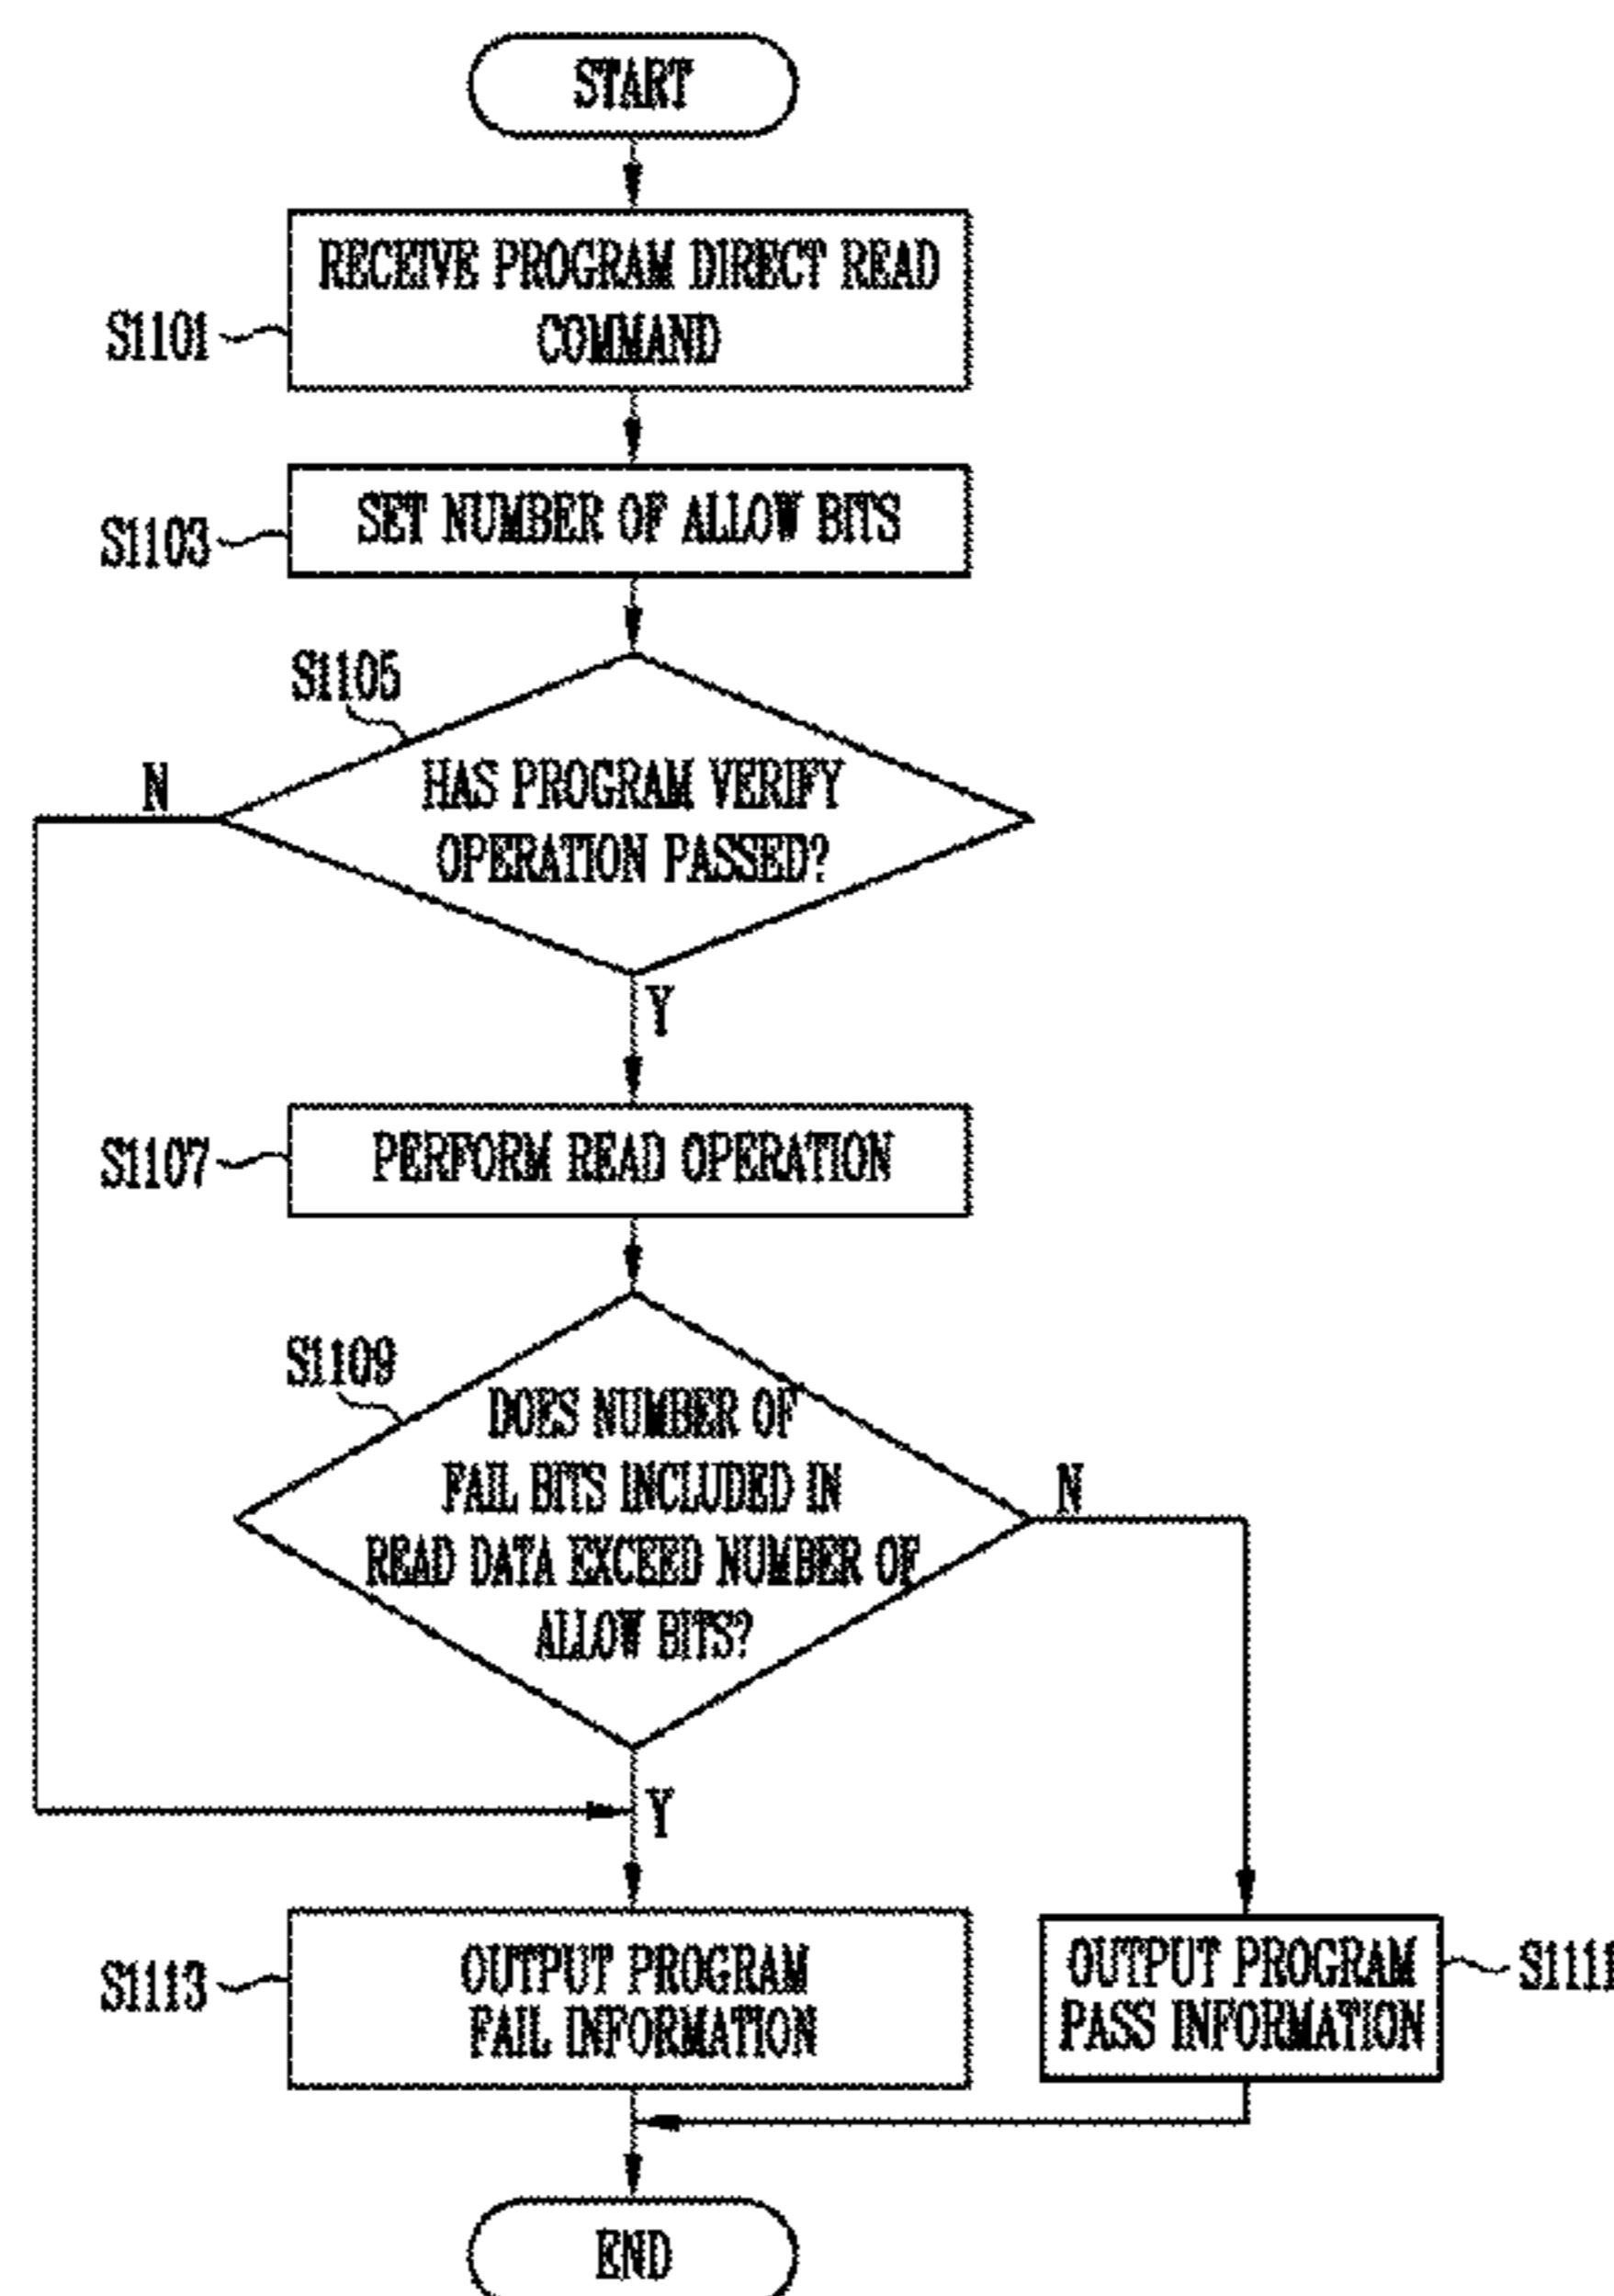 START
RECEIVE PROGRAM DIRECT READ
COMMAND
S1101
SET NUMBER OF ALLOW BITS
S1103
S1105
HAS PROGRAM VERIFY
OPERATION PASSED?
N
Y
PERFORM READ OPERATION
S1107
S1109
DOES NUMBER OF
FAIL BITS INCLUDED IN
READ DATA EXCEED NUMBER OF
ALLOW BITS?
N
Y
OUTPUT PROGRAM
FAIL INFORMATION
S1113
OUTPUT PROGRAM
PASS INFORMATION
S1111
END